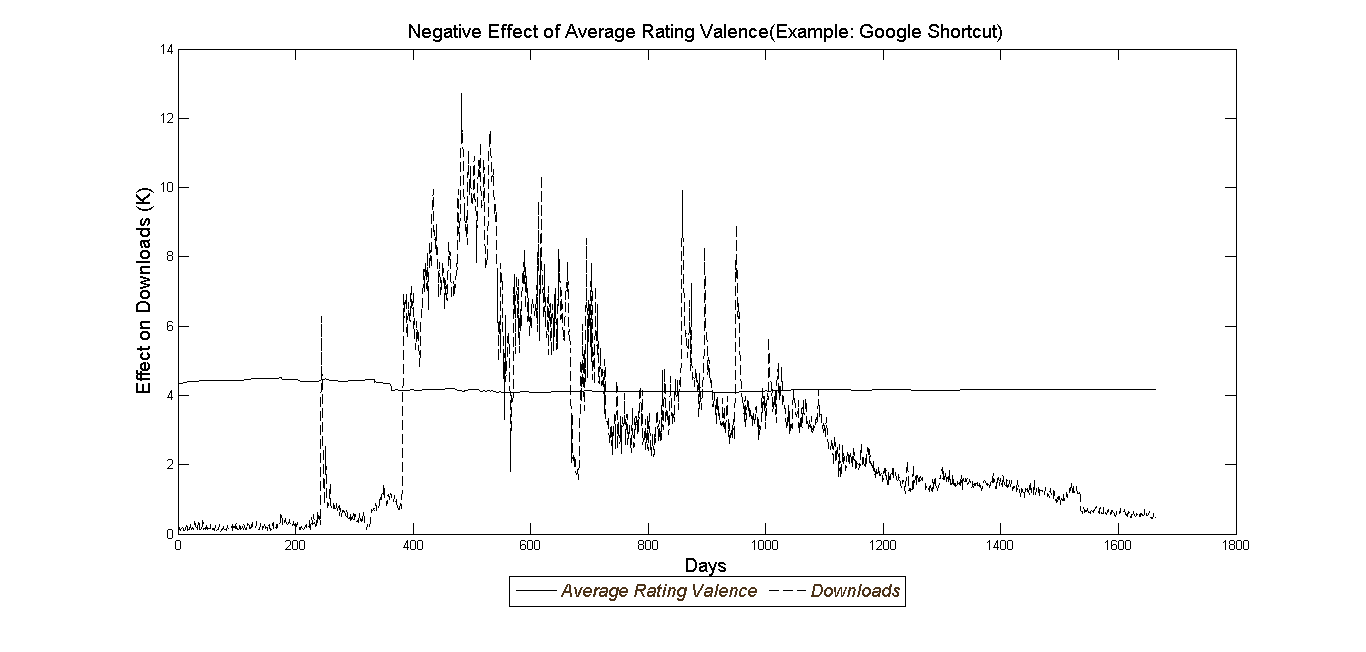 Negative Effect of Average Rating Valence(Example: Google Shortcut)
14
12
10
8
6
4
2
0
Effect on Downloads (K)
0 200 400 600 800 1000 1200 1400 1600 1800
Days
Average Rating Valence Downloads